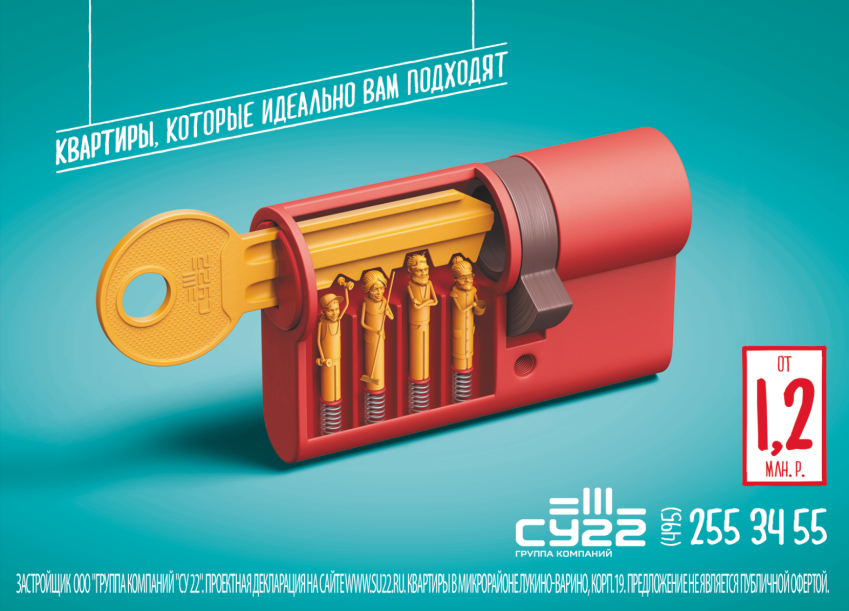 КВАРТИРЫ, КОТОРЫЕ ИДЕАЛЬНО ВАМ ПОДХОДЯТ
СУ22
ОТ
1,2
МЛН. Р.
СУ22
ГРУППА КОМПАНИЙ
(495) 255 34 55
ЗАСТРОЙЩИК ООО "ГРУППА КОМПАНИЙ "СУ 22". ПРОЕКТНАЯ ДЕКЛАРАЦИЯ НА САЙТЕ WWW.SU22.RU. КВАРТИРЫ В МИКРОРАЙОНЕ ЛУКИНО-ВАРИНО, КОРП. 19. ПРЕДЛОЖЕНИЕ НЕ ЯВЛЯЕТСЯ ПУБЛИЧНОЙ ОФЕРТОЙ.